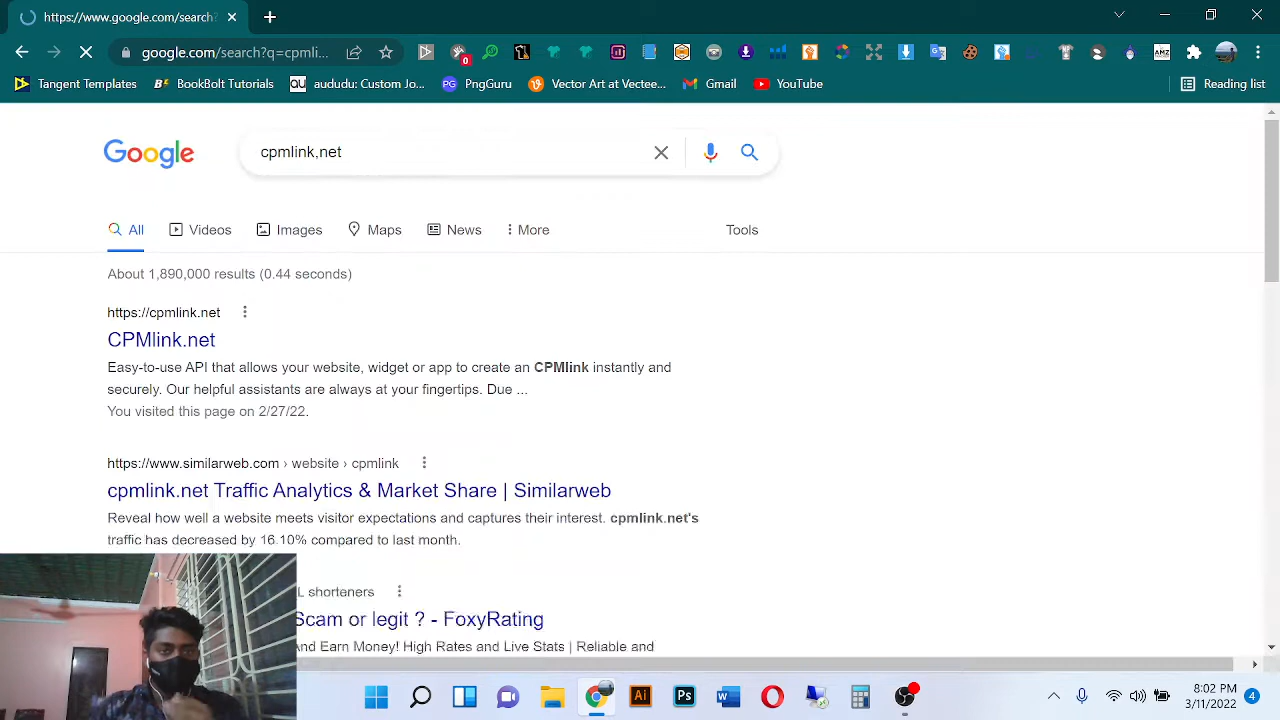 https://www.google.com/search?
google.com/search?q=cpmli...
0
Tangent Templates
BookBolt Tutorials
QU
aududu: Custom Jo...
PG
PngGuru
Vector Art at Vectee...
Gmail
YouTube
Reading list
Google
cpmlink,net
All
Videos
Images
Maps
News
More
Tools
About 1,890,000 results (0.44 seconds)
https://cpmlink.net
CPMlink.net
Easy-to-use API that allows your website, widget or app to create an CPMlink instantly and
securely. Our helpful assistants are always at your fingertips. Due ...
You visited this page on 2/27/22.
https://www.similarweb.com › website › cpmlink
cpmlink.net Traffic Analytics & Market Share | Similarweb
Reveal how well a website meets visitor expectations and captures their interest. cpmlink.net's
traffic has decreased by 16.10% compared to last month.
L shorteners
Scam or legit ? - FoxyRating
And Earn Money! High Rates and Live Stats | Reliable and
Ai
Ps
W
8:02 PM
3/11/2022
4